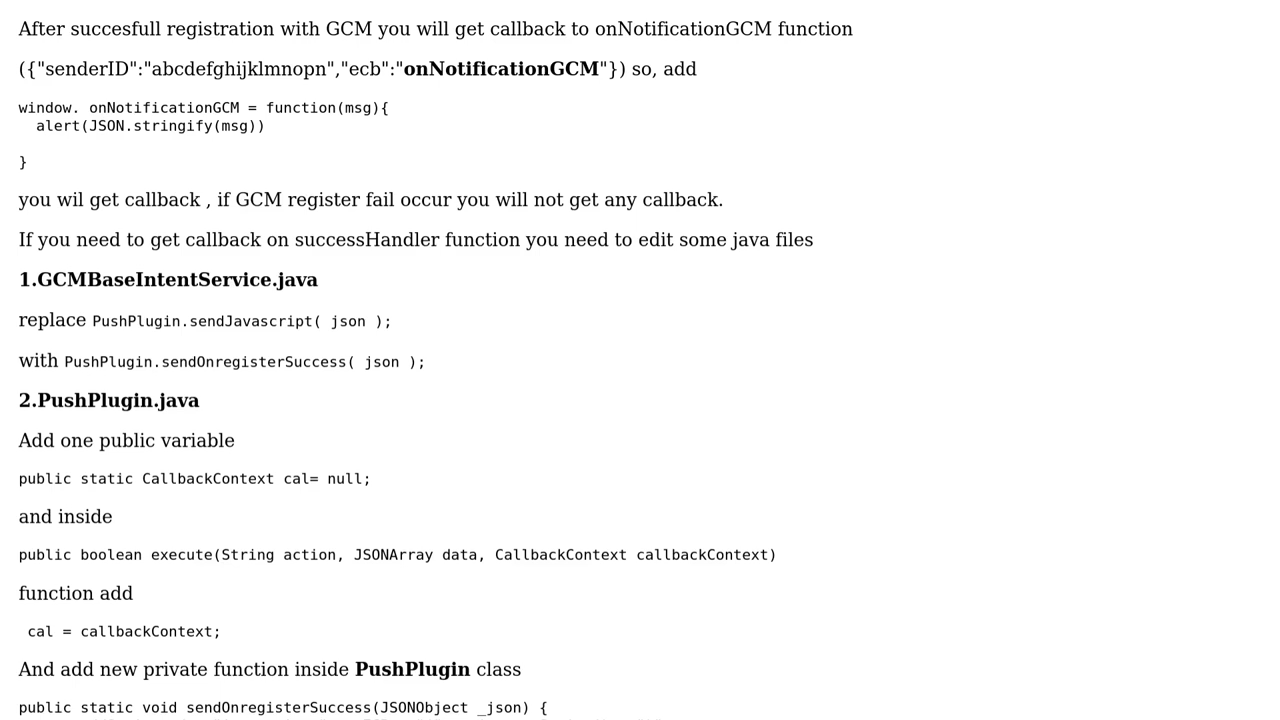 After succesfull registration with GCM you will get callback to onNotificationGCM function
({"senderID":"abcdefghijklmnopn","ecb":"onNotificationGCM"}) so, add
window. onNotificationGCM = function(msg){
  alert(JSON.stringify(msg))
}
you wil get callback , if GCM register fail occur you will not get any callback.
If you need to get callback on successHandler function you need to edit some java files
1.GCMBaseIntentService.java
replace PushPlugin.sendJavascript( json );
with PushPlugin.sendOnregisterSuccess( json );
2.PushPlugin.java
Add one public variable
public static CallbackContext cal= null;
and inside
public boolean execute(String action, JSONArray data, CallbackContext callbackContext)
function add
 cal = callbackContext;
And add new private function inside PushPlugin class
public static void sendOnregisterSuccess(JSONObject _json) {